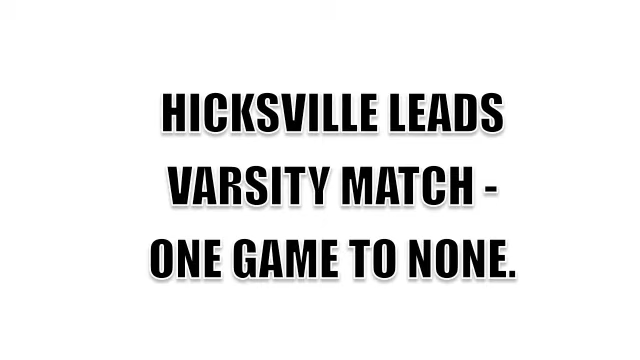 HICKSVILLE LEADS
VARSITY MATCH -
ONE GAME TO NONE.